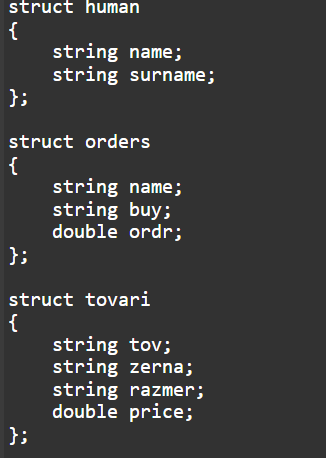 struct human
{
    string name;
    string surname;
};

struct orders
{
    string name;
    string buy;
    double ordr;
};

struct tovari
{
    string tov;
    string zerna;
    string razmer;
    double price;
};